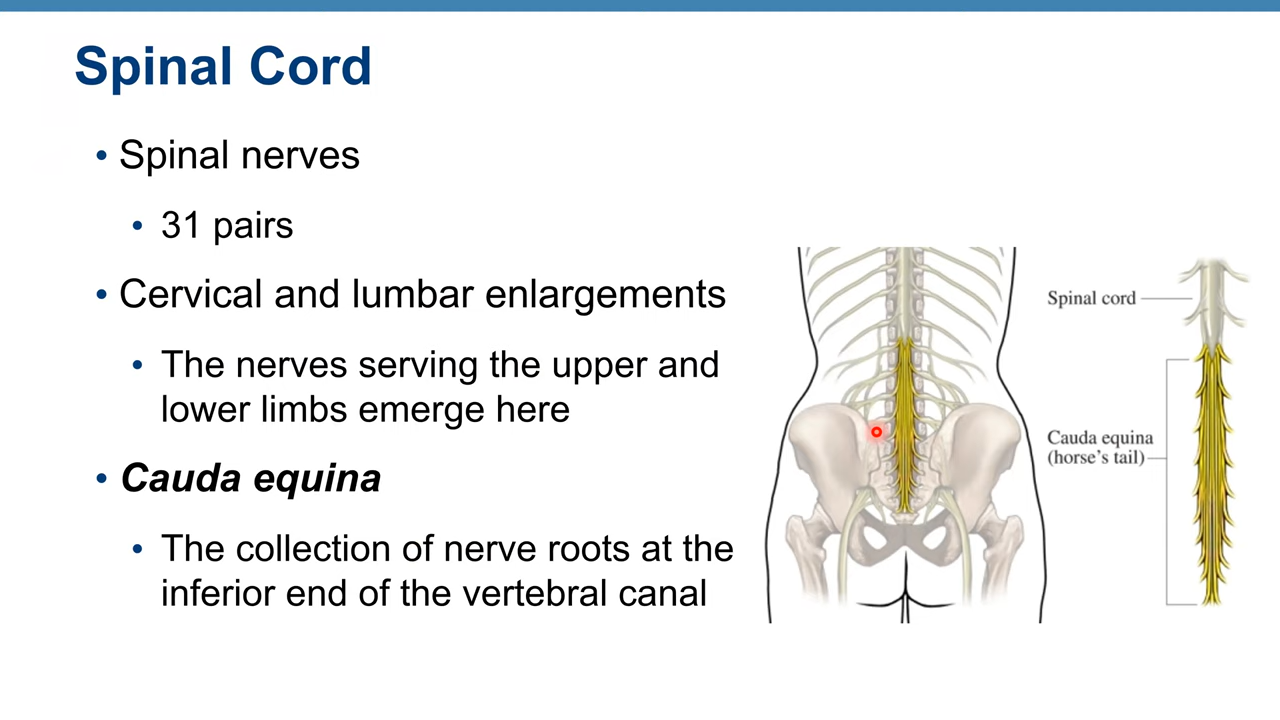 Spinal Cord
• Spinal nerves
• 31 pairs
• Cervical and lumbar enlargements
• The nerves serving the upper and
lower limbs emerge here
• Cauda equina
• The collection of nerve roots at the
inferior end of the vertebral canal
Spinal cord
Cauda equina
(horse's tail)